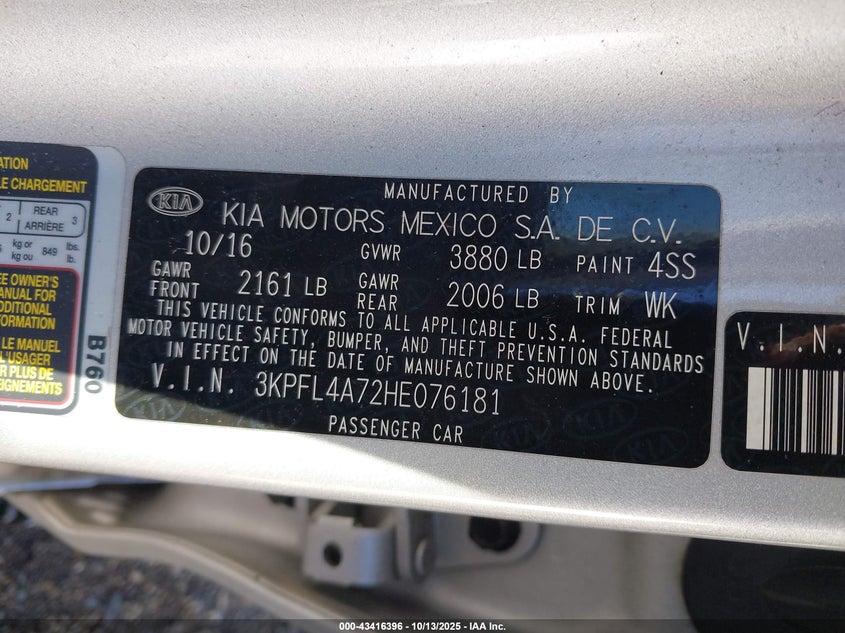 ATION
LE CHARGEMENT
2 REAR 3
ARRIÈRE
kg or 849 lbs.
kg ou lb.
EE OWNER'S
ANUAL FOR
DDITIONAL
FORMATION
LE MANUEL
L'USAGER
R PLUS DE
EIGNEMENTS
B760
MANUFACTURED BY
KIA KIA MOTORS MEXICO S.A. DE C.V.
10/16 GVWR 3880 LB PAINT 4SS
GAWR FRONT 2161 LB GAWR REAR 2006 LB TRIM WK
THIS VEHICLE CONFORMS TO ALL APPLICABLE U.S.A. FEDERAL
MOTOR VEHICLE SAFETY, BUMPER, AND THEFT PREVENTION STANDARDS
IN EFFECT ON THE DATE OF MANUFACTURE SHOWN ABOVE.
V.I.N. 3KPFL4A72HE076181
PASSENGER CAR
V.I.N.
000-43416396 - 10/13/2025 - IAA Inc.